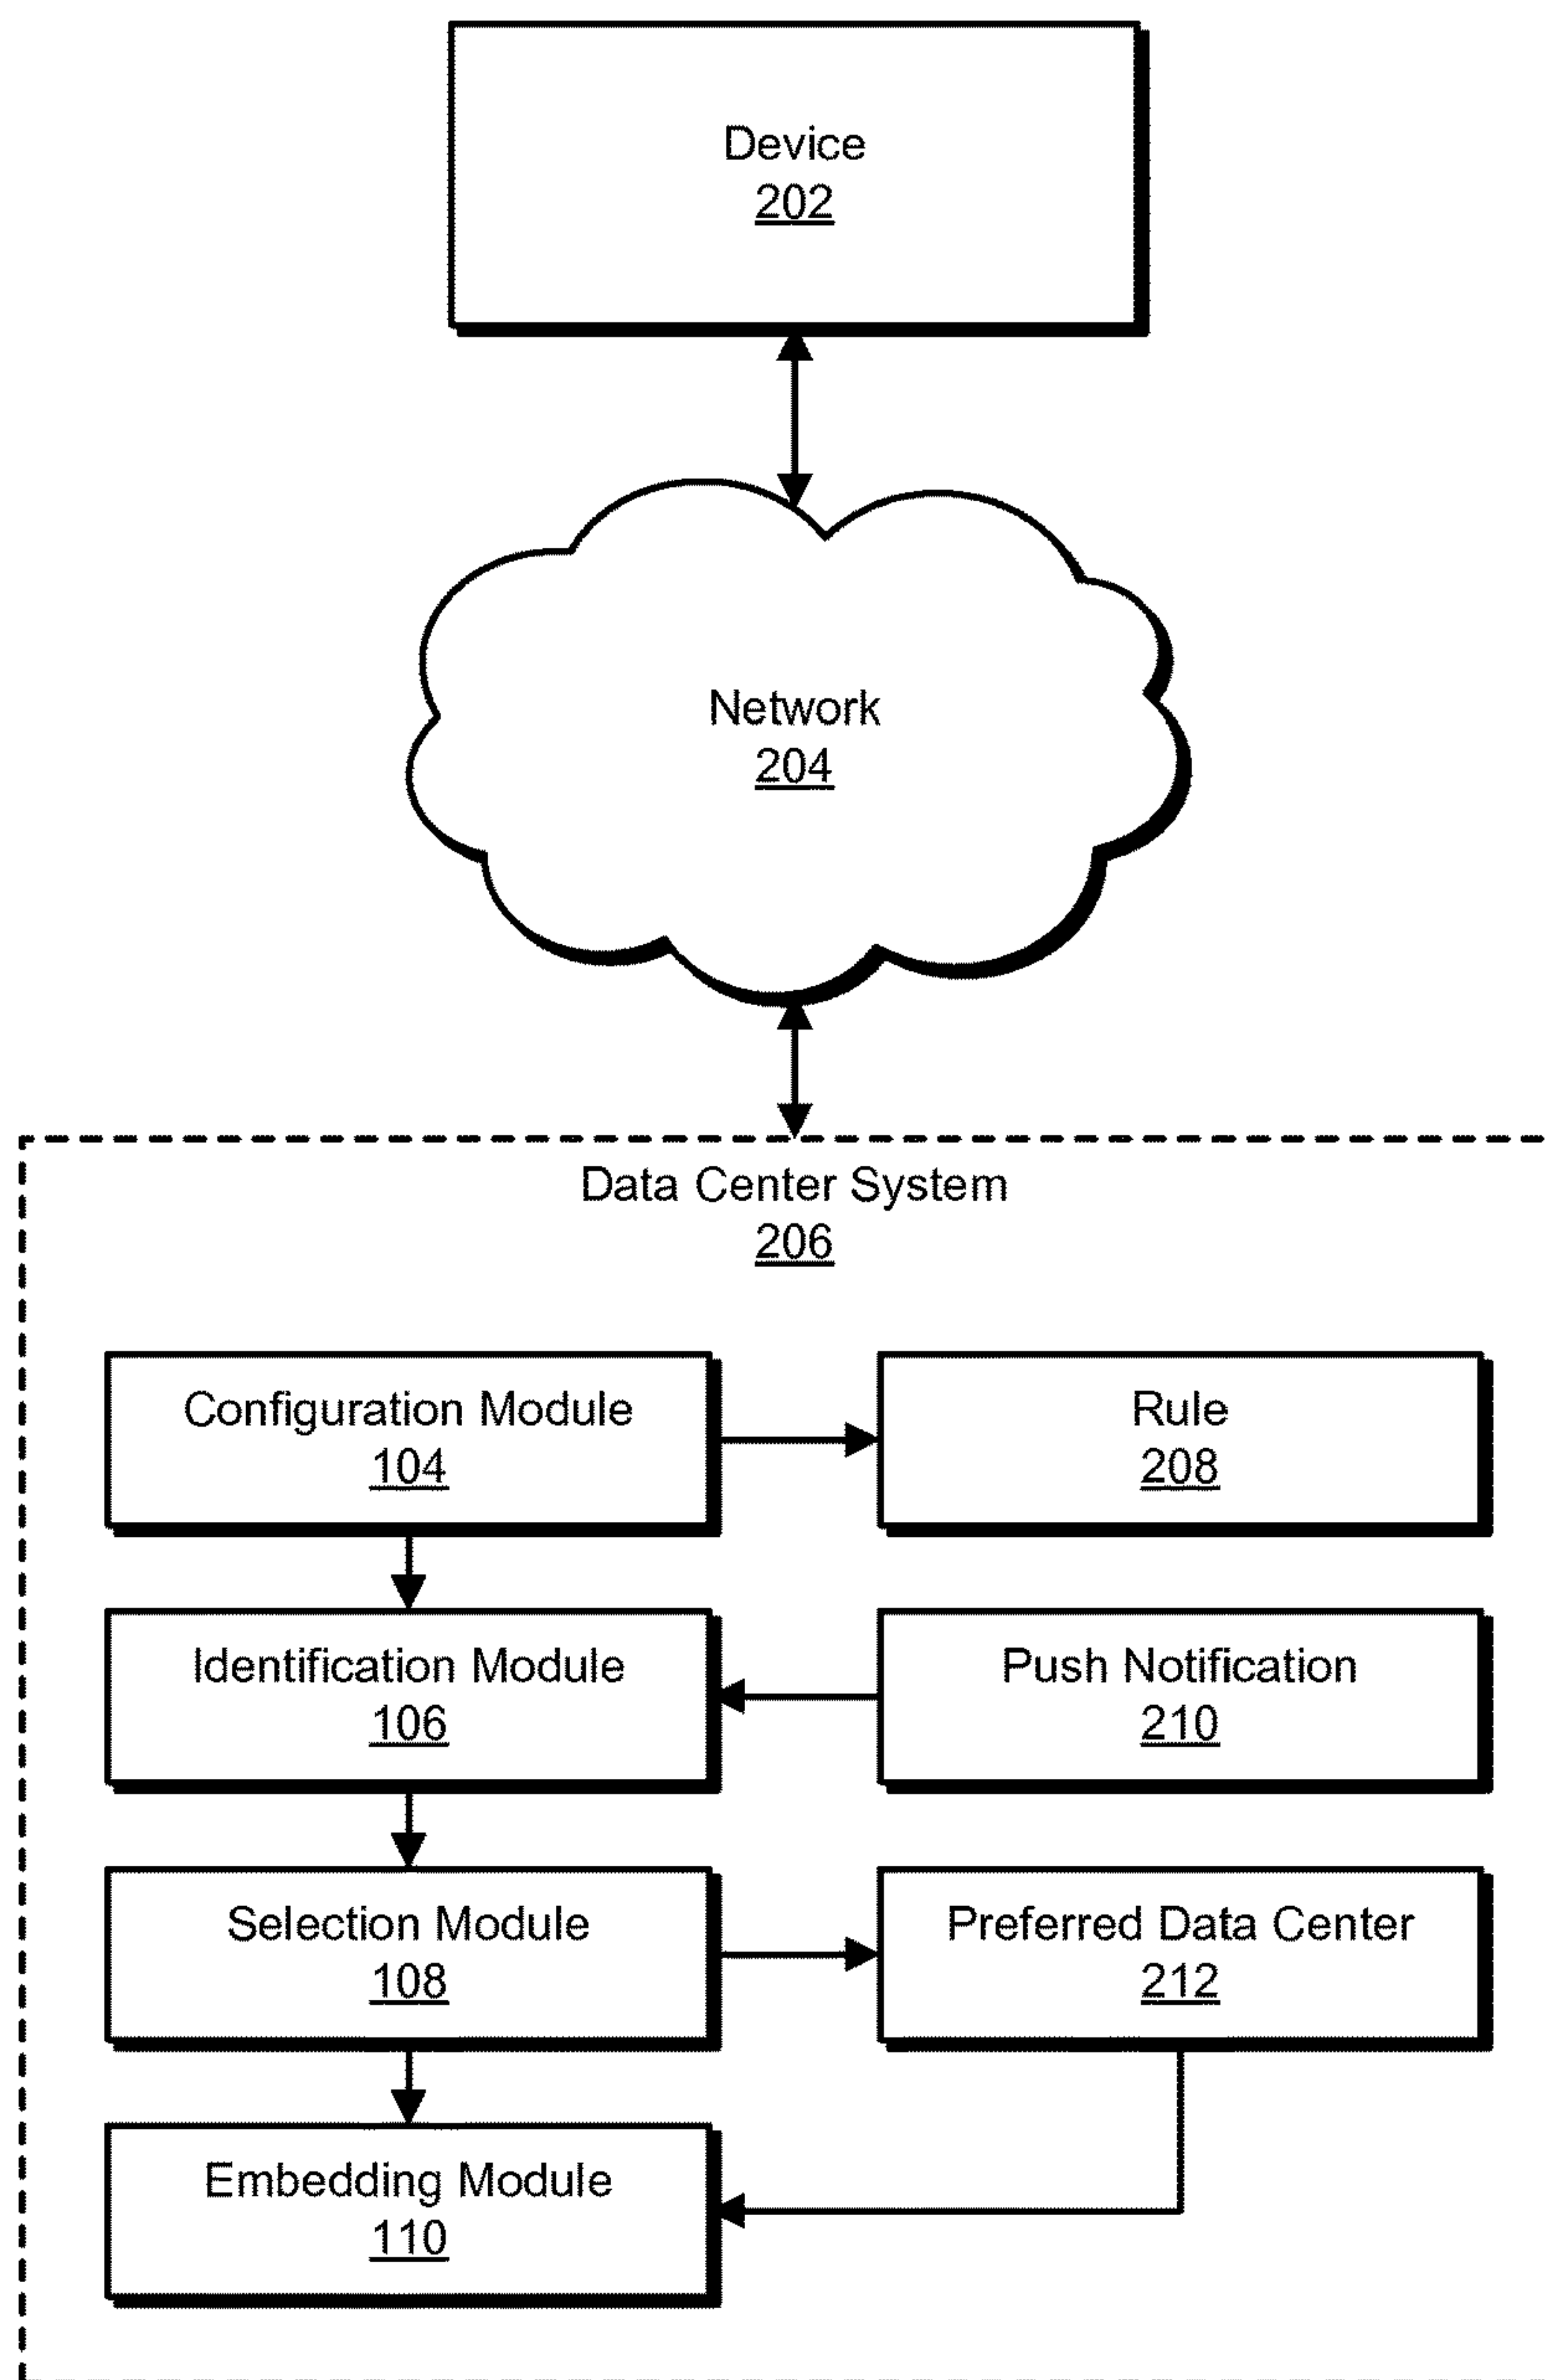 Device
202
Network
204
Data Center System
206
Configuration Module
104
Rule
208
Identification Module
106
Push Notification
210
Selection Module
108
Preferred Data Center
212
Embedding Module
110